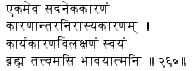 एकमेव सदनेककारणं
कारणान्तरनिरास्यकारणम् ।
कार्यकारणविलक्षणं स्वयं
ब्रह्म तत्त्वमसि भावयात्मनि ॥ २६०॥